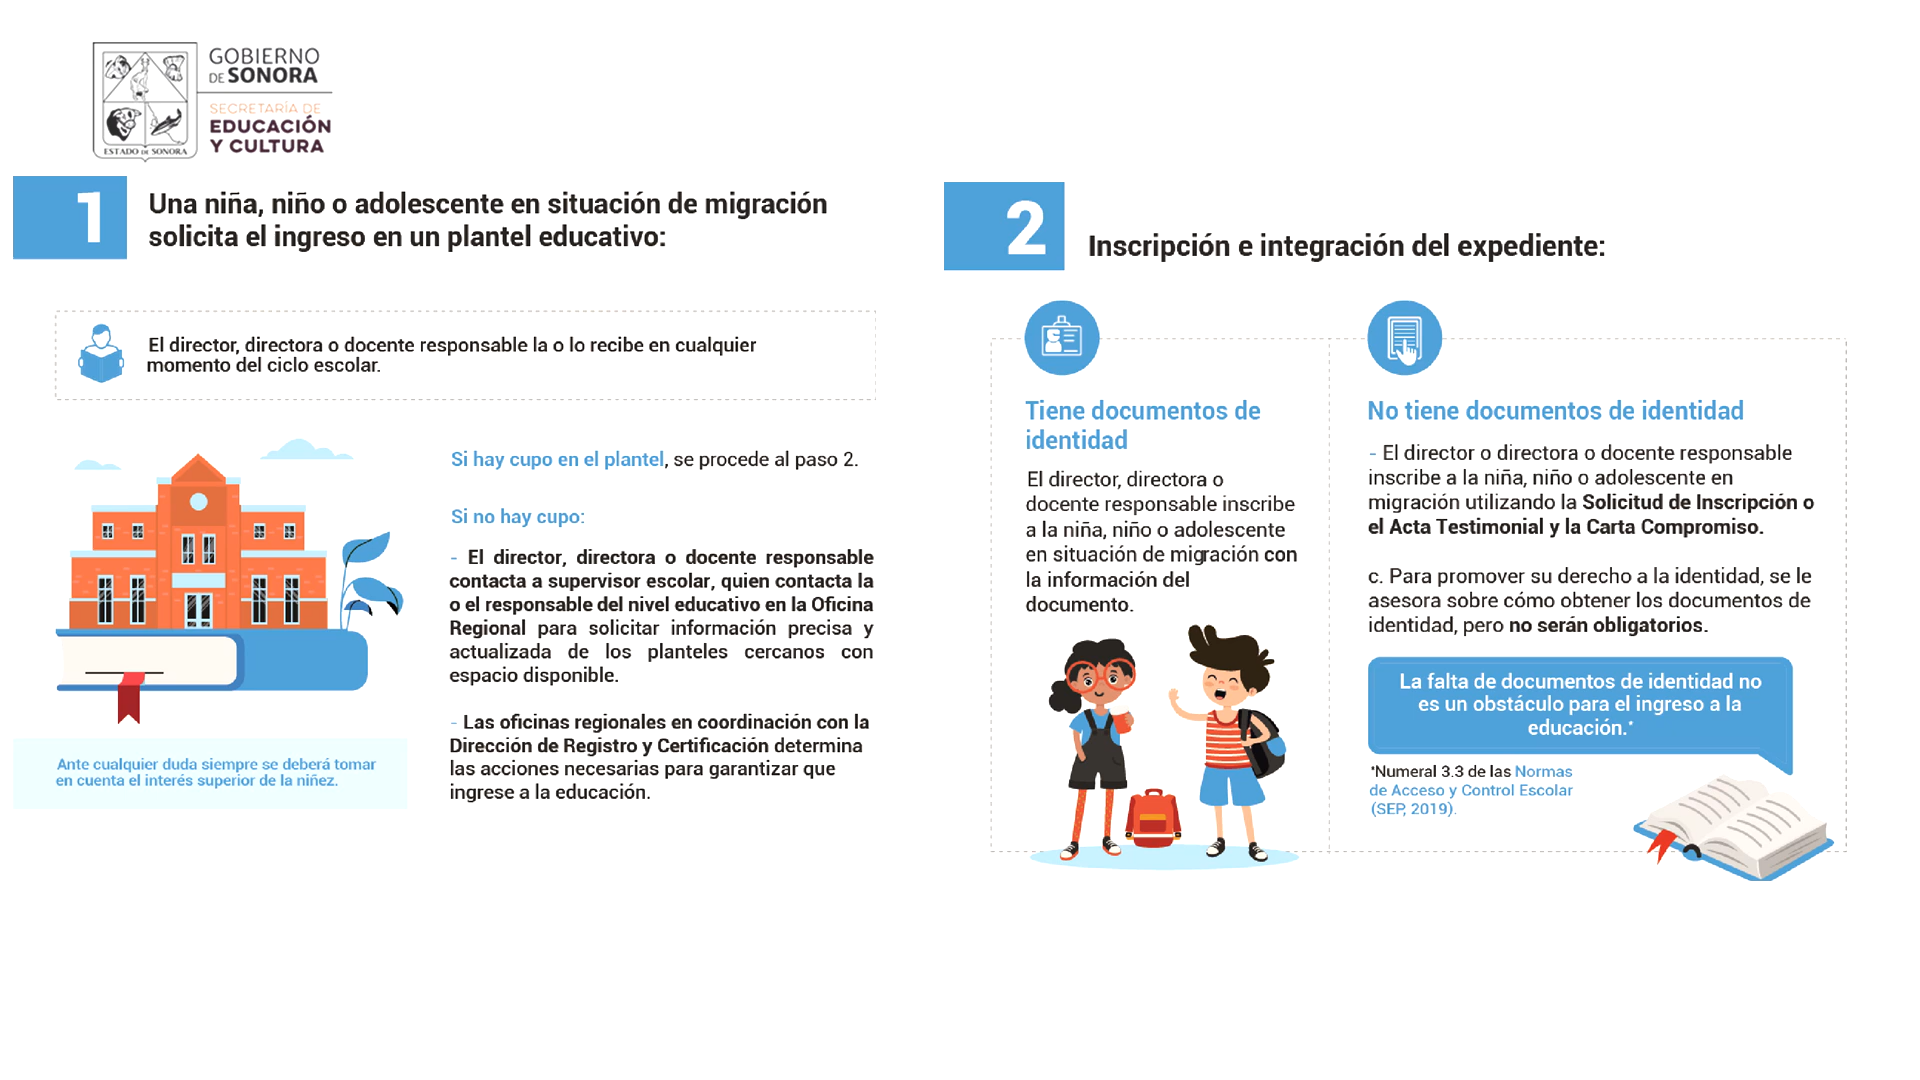 GOBIERNO
DE SONORA
SECRETARÍA DE
EDUCACIÓN
Y CULTURA
ESTADO DE SONORA
1
Una niña, niño o adolescente en situación de migración
solicita el ingreso en un plantel educativo:
El director, directora o docente responsable la o lo recibe en cualquier
momento del ciclo escolar.
Si hay cupo en el plantel, se procede al paso 2.
Si no hay cupo:
- El director, directora o docente responsable
contacta a supervisor escolar, quien contacta la
o el responsable del nivel educativo en la Oficina
Regional para solicitar información precisa y
actualizada de los planteles cercanos con
espacio disponible.
- Las oficinas regionales en coordinación con la
Dirección de Registro y Certificación determina
las acciones necesarias para garantizar que
ingrese a la educación.
Ante cualquier duda siempre se deberá tomar
en cuenta el interés superior de la niñez.
2
Inscripción e integración del expediente:
Tiene documentos de
identidad
El director, directora o
docente responsable inscribe
a la niña, niño o adolescente
en situación de migración con
la información del
documento.
No tiene documentos de identidad
- El director o directora o docente responsable
inscribe a la niña, niño o adolescente en
migración utilizando la Solicitud de Inscripción o
el Acta Testimonial y la Carta Compromiso.
c. Para promover su derecho a la identidad, se le
asesora sobre cómo obtener los documentos de
identidad, pero no serán obligatorios.
La falta de documentos de identidad no
es un obstáculo para el ingreso a la
educación.*
*Numeral 3.3 de las Normas
de Acceso y Control Escolar
(SEP, 2019).